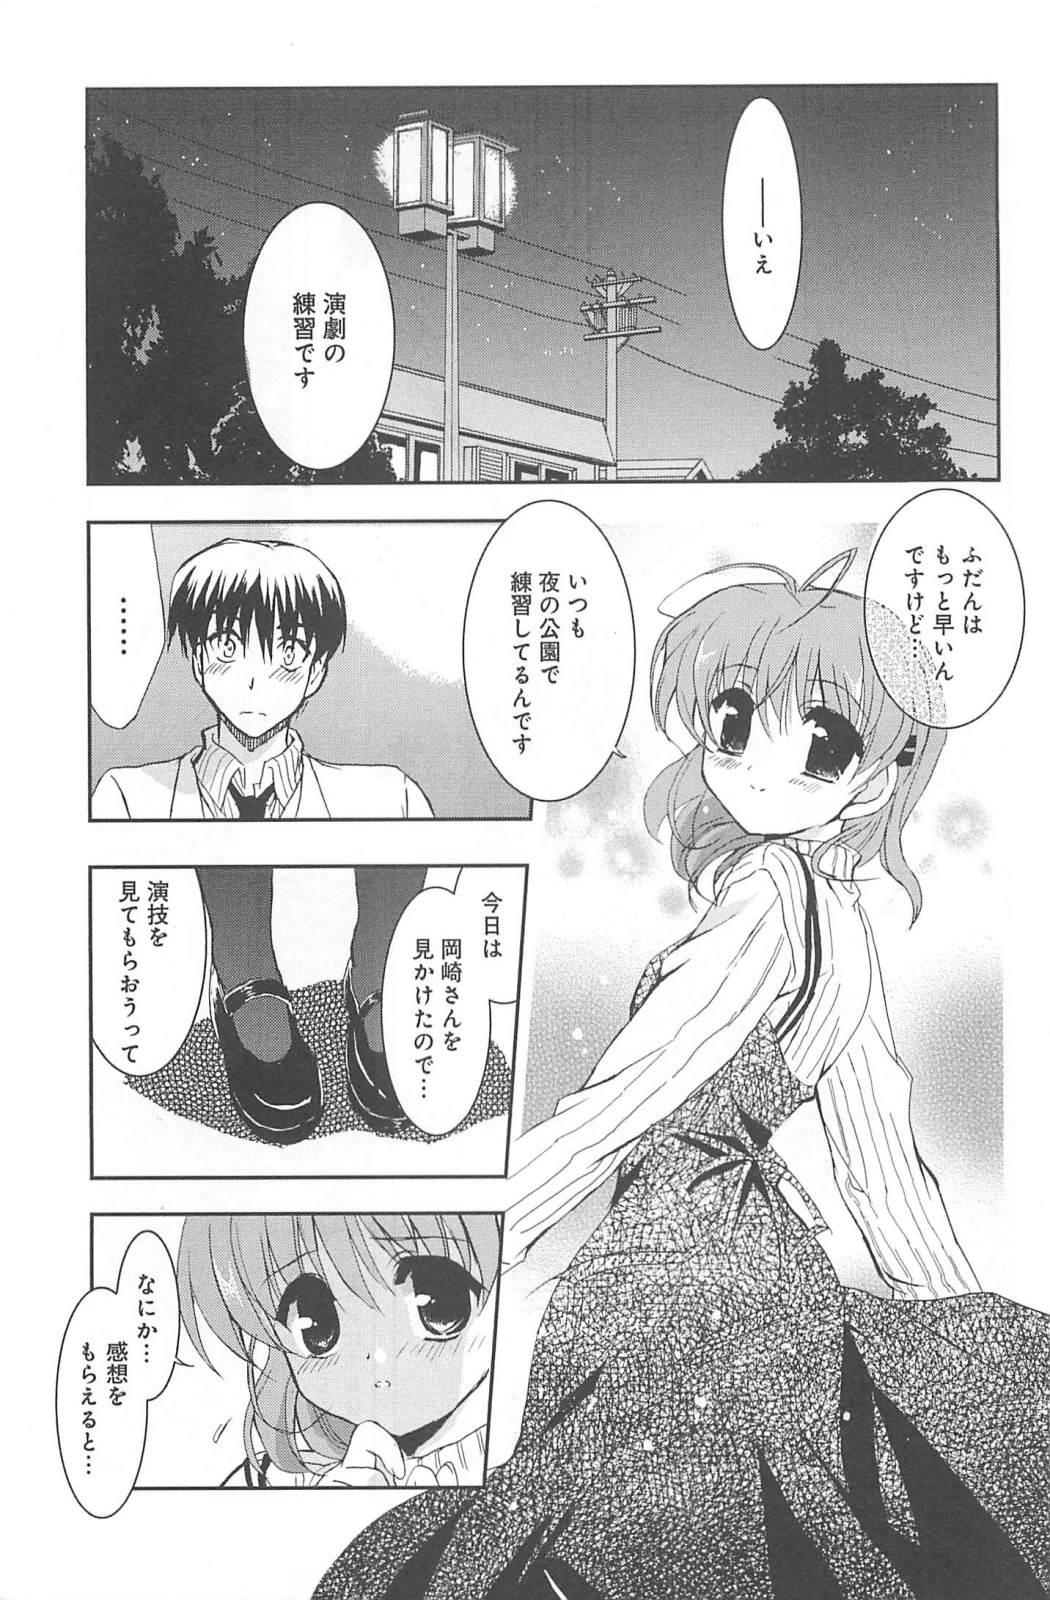 ――いえ
演劇の
練習です
ふだんは
もっと早いん
ですけど…
いつも
夜の公園で
練習してるんです
……
今日は
岡崎さんを
見かけたので…
演技を
見てもらおうって
なにか…
感想を
もらえると…